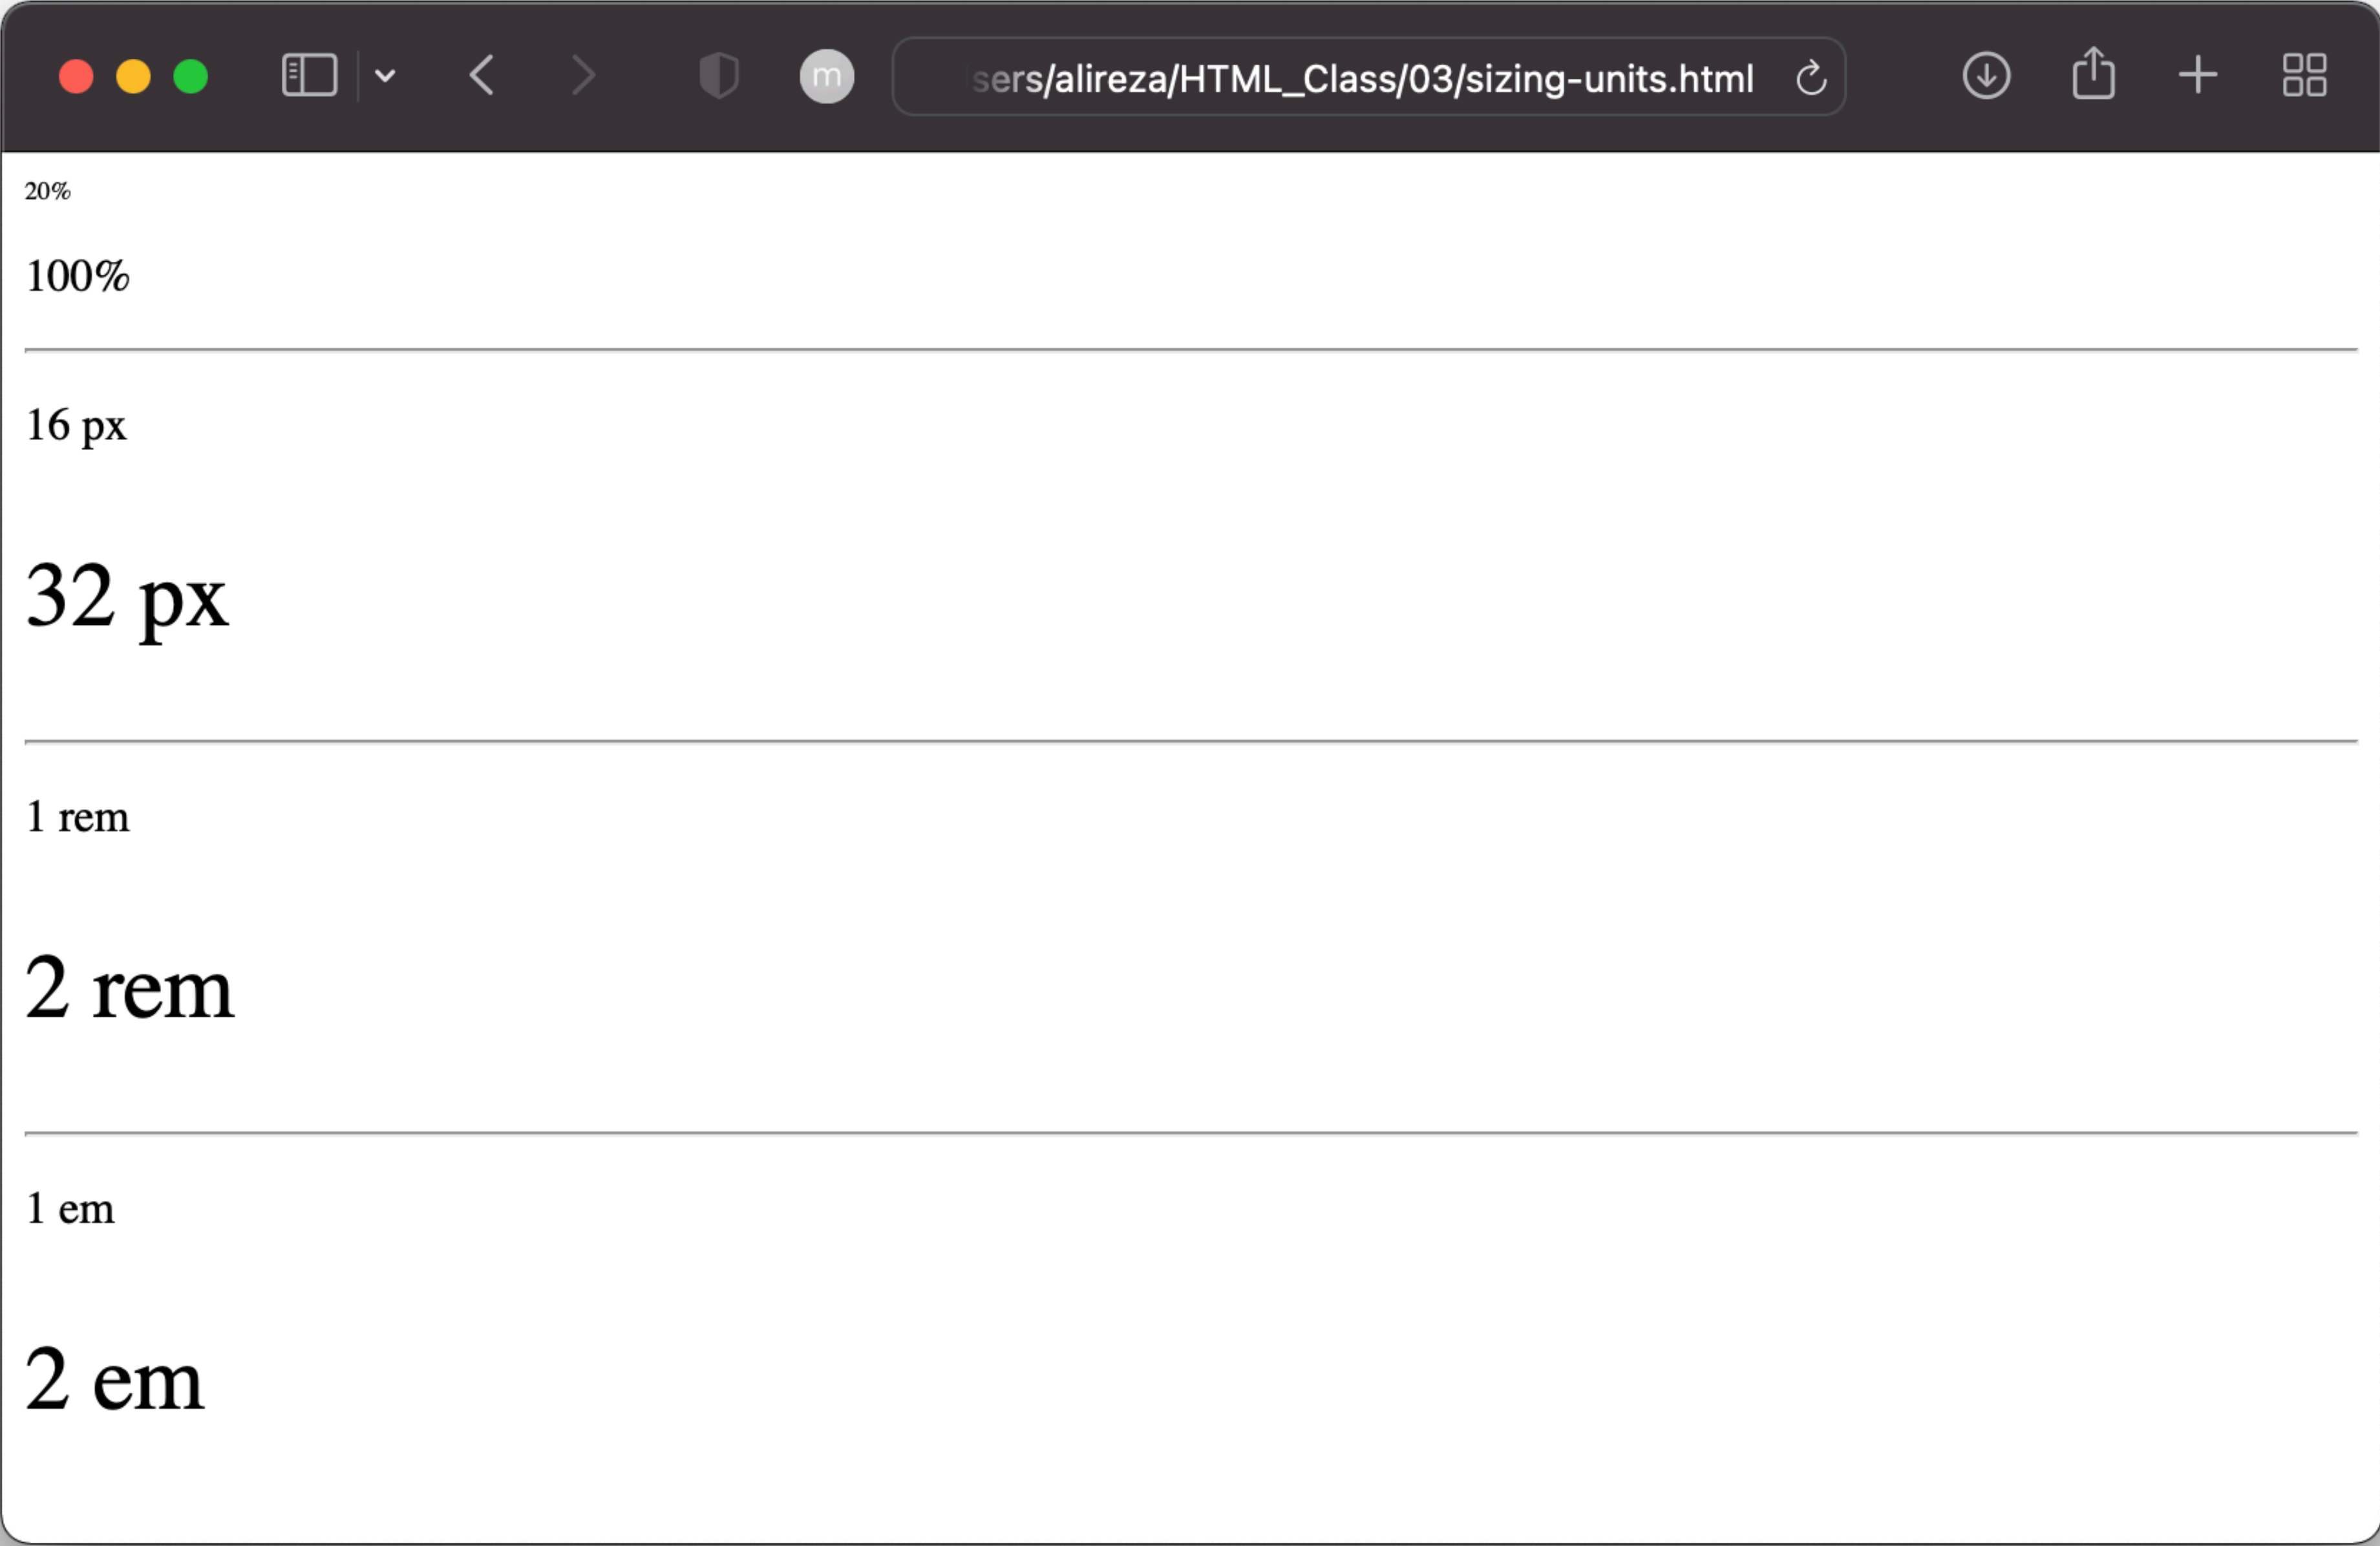 m
sers/alireza/HTML_Class/03/sizing-units.html
20%
100%
16 px
32 px
1 rem
2 rem
1 em
2 em